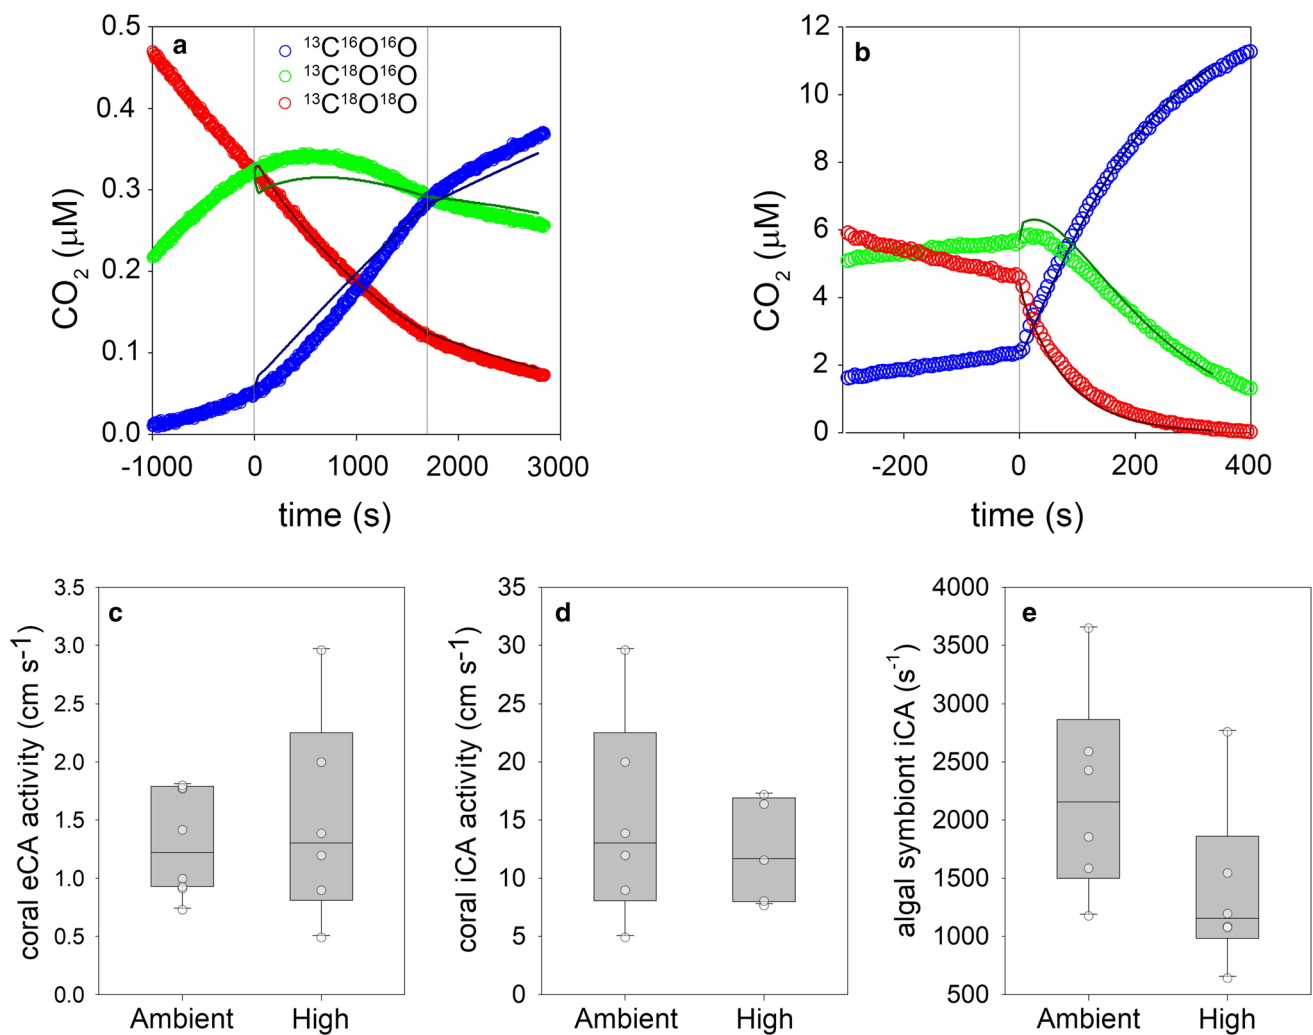 a
¹³C¹⁶O¹⁶O
¹³C¹⁸O¹⁶O
¹³C¹⁸O¹⁸O
CO₂ (μM)
0.5
0.4
0.3
0.2
0.1
0.0
-1000 0 1000 2000 3000
time (s)
b
CO₂ (μM)
12
10
8
6
4
2
0
-200 0 200 400
time (s)
c
coral eCA activity (cm s⁻¹)
3.5
3.0
2.5
2.0
1.5
1.0
0.5
0.0
Ambient High
d
coral iCA activity (cm s⁻¹)
35
30
25
20
15
10
5
0
Ambient High
e
algal symbiont iCA (s⁻¹)
4000
3500
3000
2500
2000
1500
1000
500
Ambient High